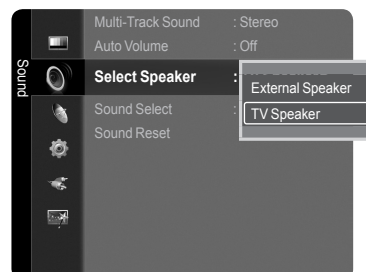 Sound
Multi-Track Sound : Stereo
Auto Volume : Off
Select Speaker :
External Speaker
Sound Select :
TV Speaker
Sound Reset